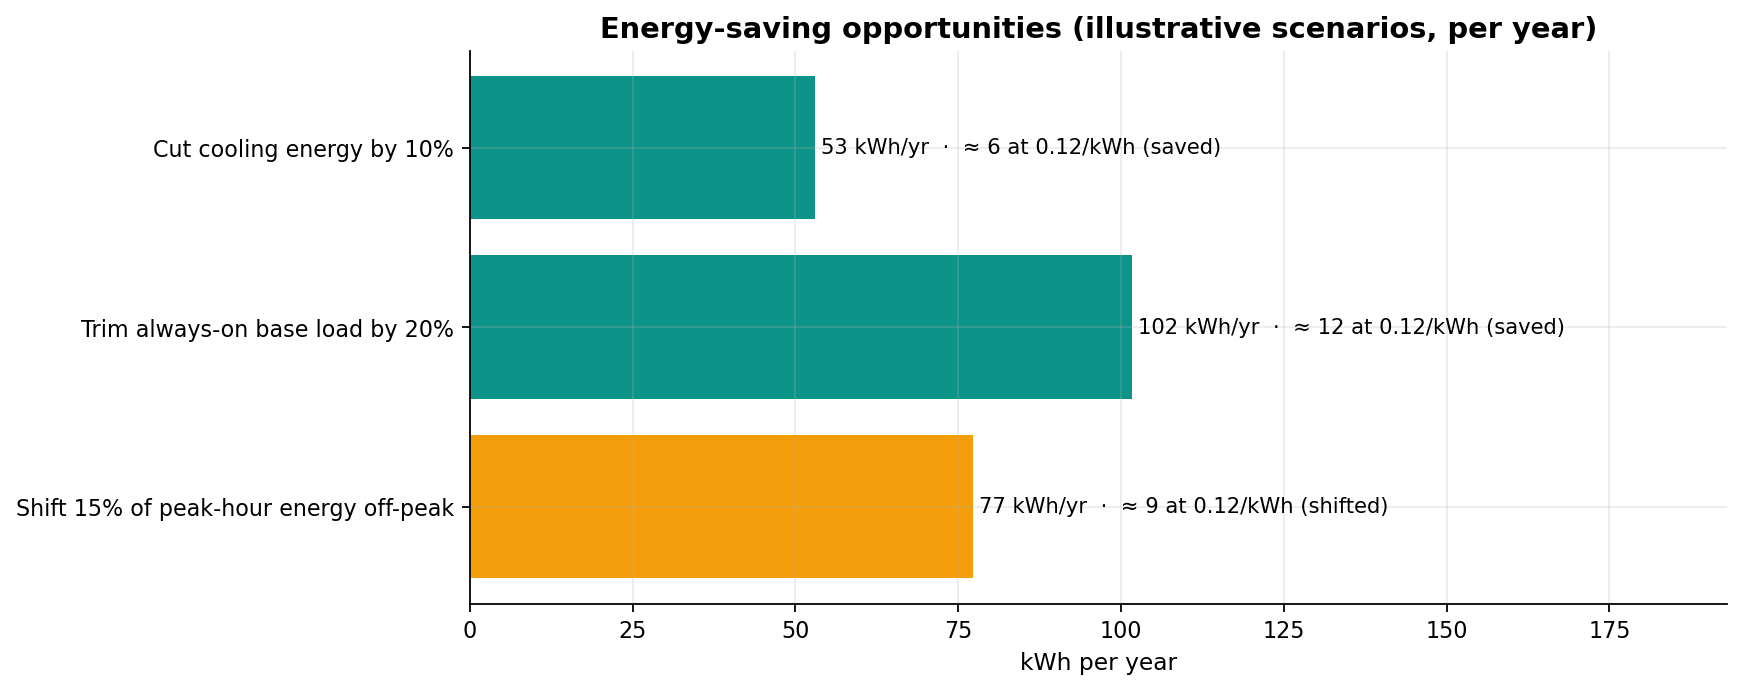 Energy-saving opportunities (illustrative scenarios, per year)
Cut cooling energy by 10%
53 kWh/yr · ≈ 6 at 0.12/kWh (saved)
Trim always-on base load by 20%
102 kWh/yr · ≈ 12 at 0.12/kWh (saved)
Shift 15% of peak-hour energy off-peak
77 kWh/yr · ≈ 9 at 0.12/kWh (shifted)
0 25 50 75 100 125 150 175
kWh per year